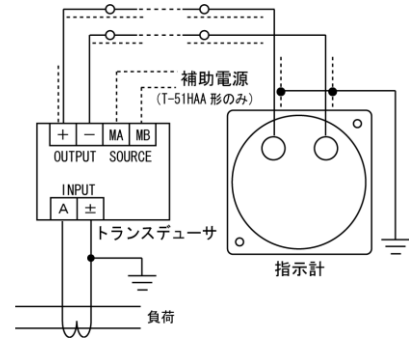 補助電源
(T-51HAA 形のみ)
+ − MA MB
OUTPUT SOURCE
INPUT
A ±
トランスデューサ
指示計
負荷